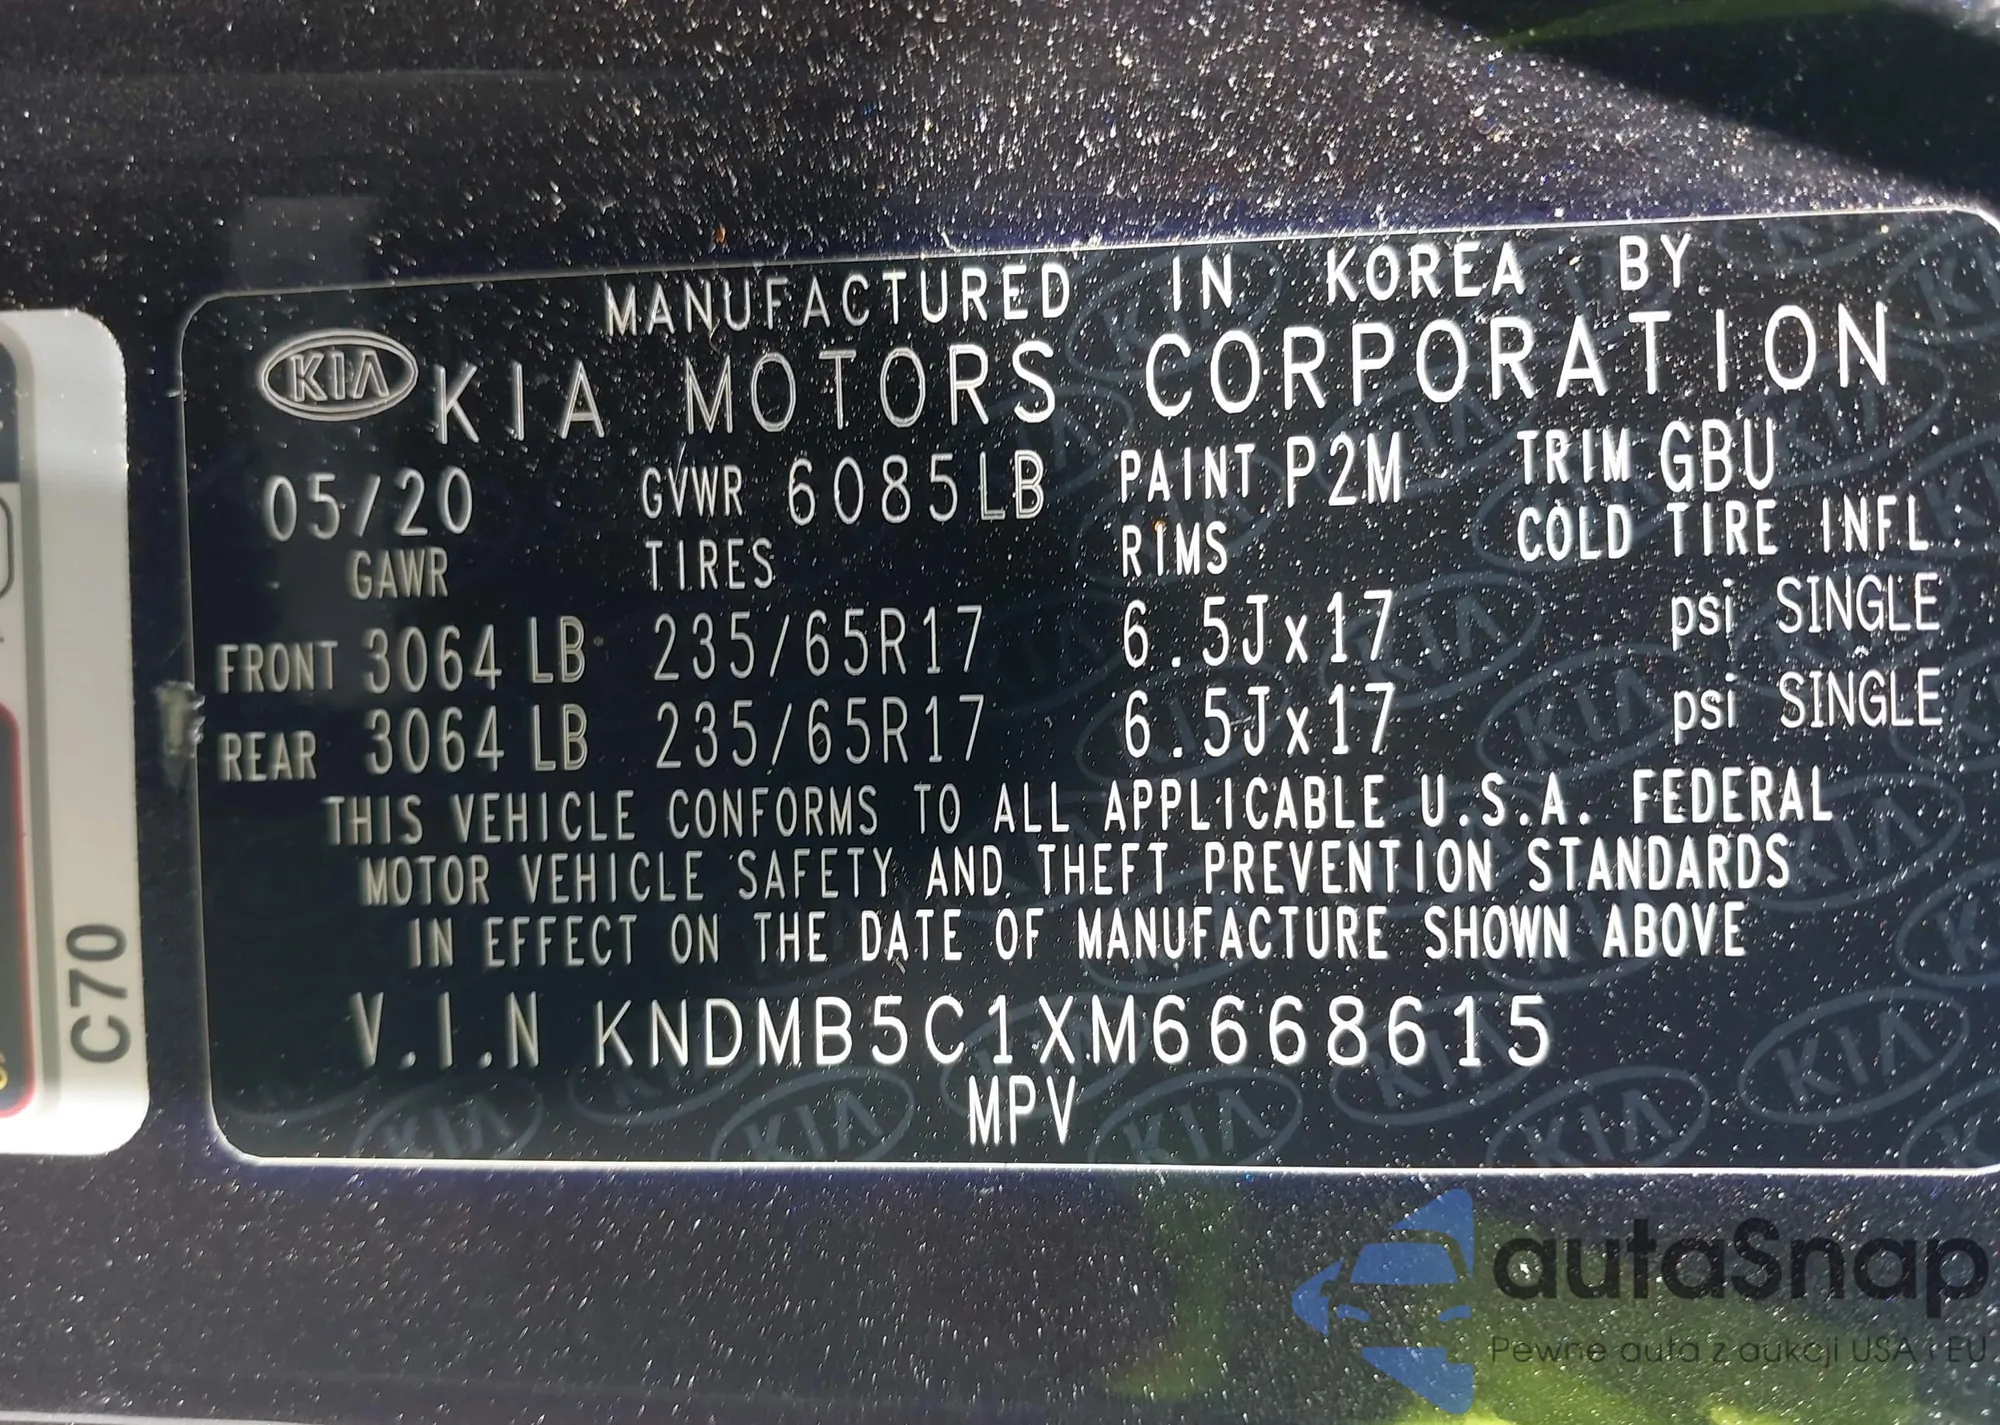 MANUFACTURED IN KOREA BY
KIA KIA MOTORS CORPORATION
05/20 GVWR 6085LB PAINT P2M TRIM GBU
GAWR TIRES RIMS COLD TIRE INFL.
FRONT 3064 LB 235/65R17 6.5Jx17 psi SINGLE
REAR 3064 LB 235/65R17 6.5Jx17 psi SINGLE
THIS VEHICLE CONFORMS TO ALL APPLICABLE U.S.A. FEDERAL
MOTOR VEHICLE SAFETY AND THEFT PREVENTION STANDARDS
IN EFFECT ON THE DATE OF MANUFACTURE SHOWN ABOVE
V.I.N KNDMB5C1XM6668615
MPV
C70
autaSnap
Pewne auta z aukcji USA i EU